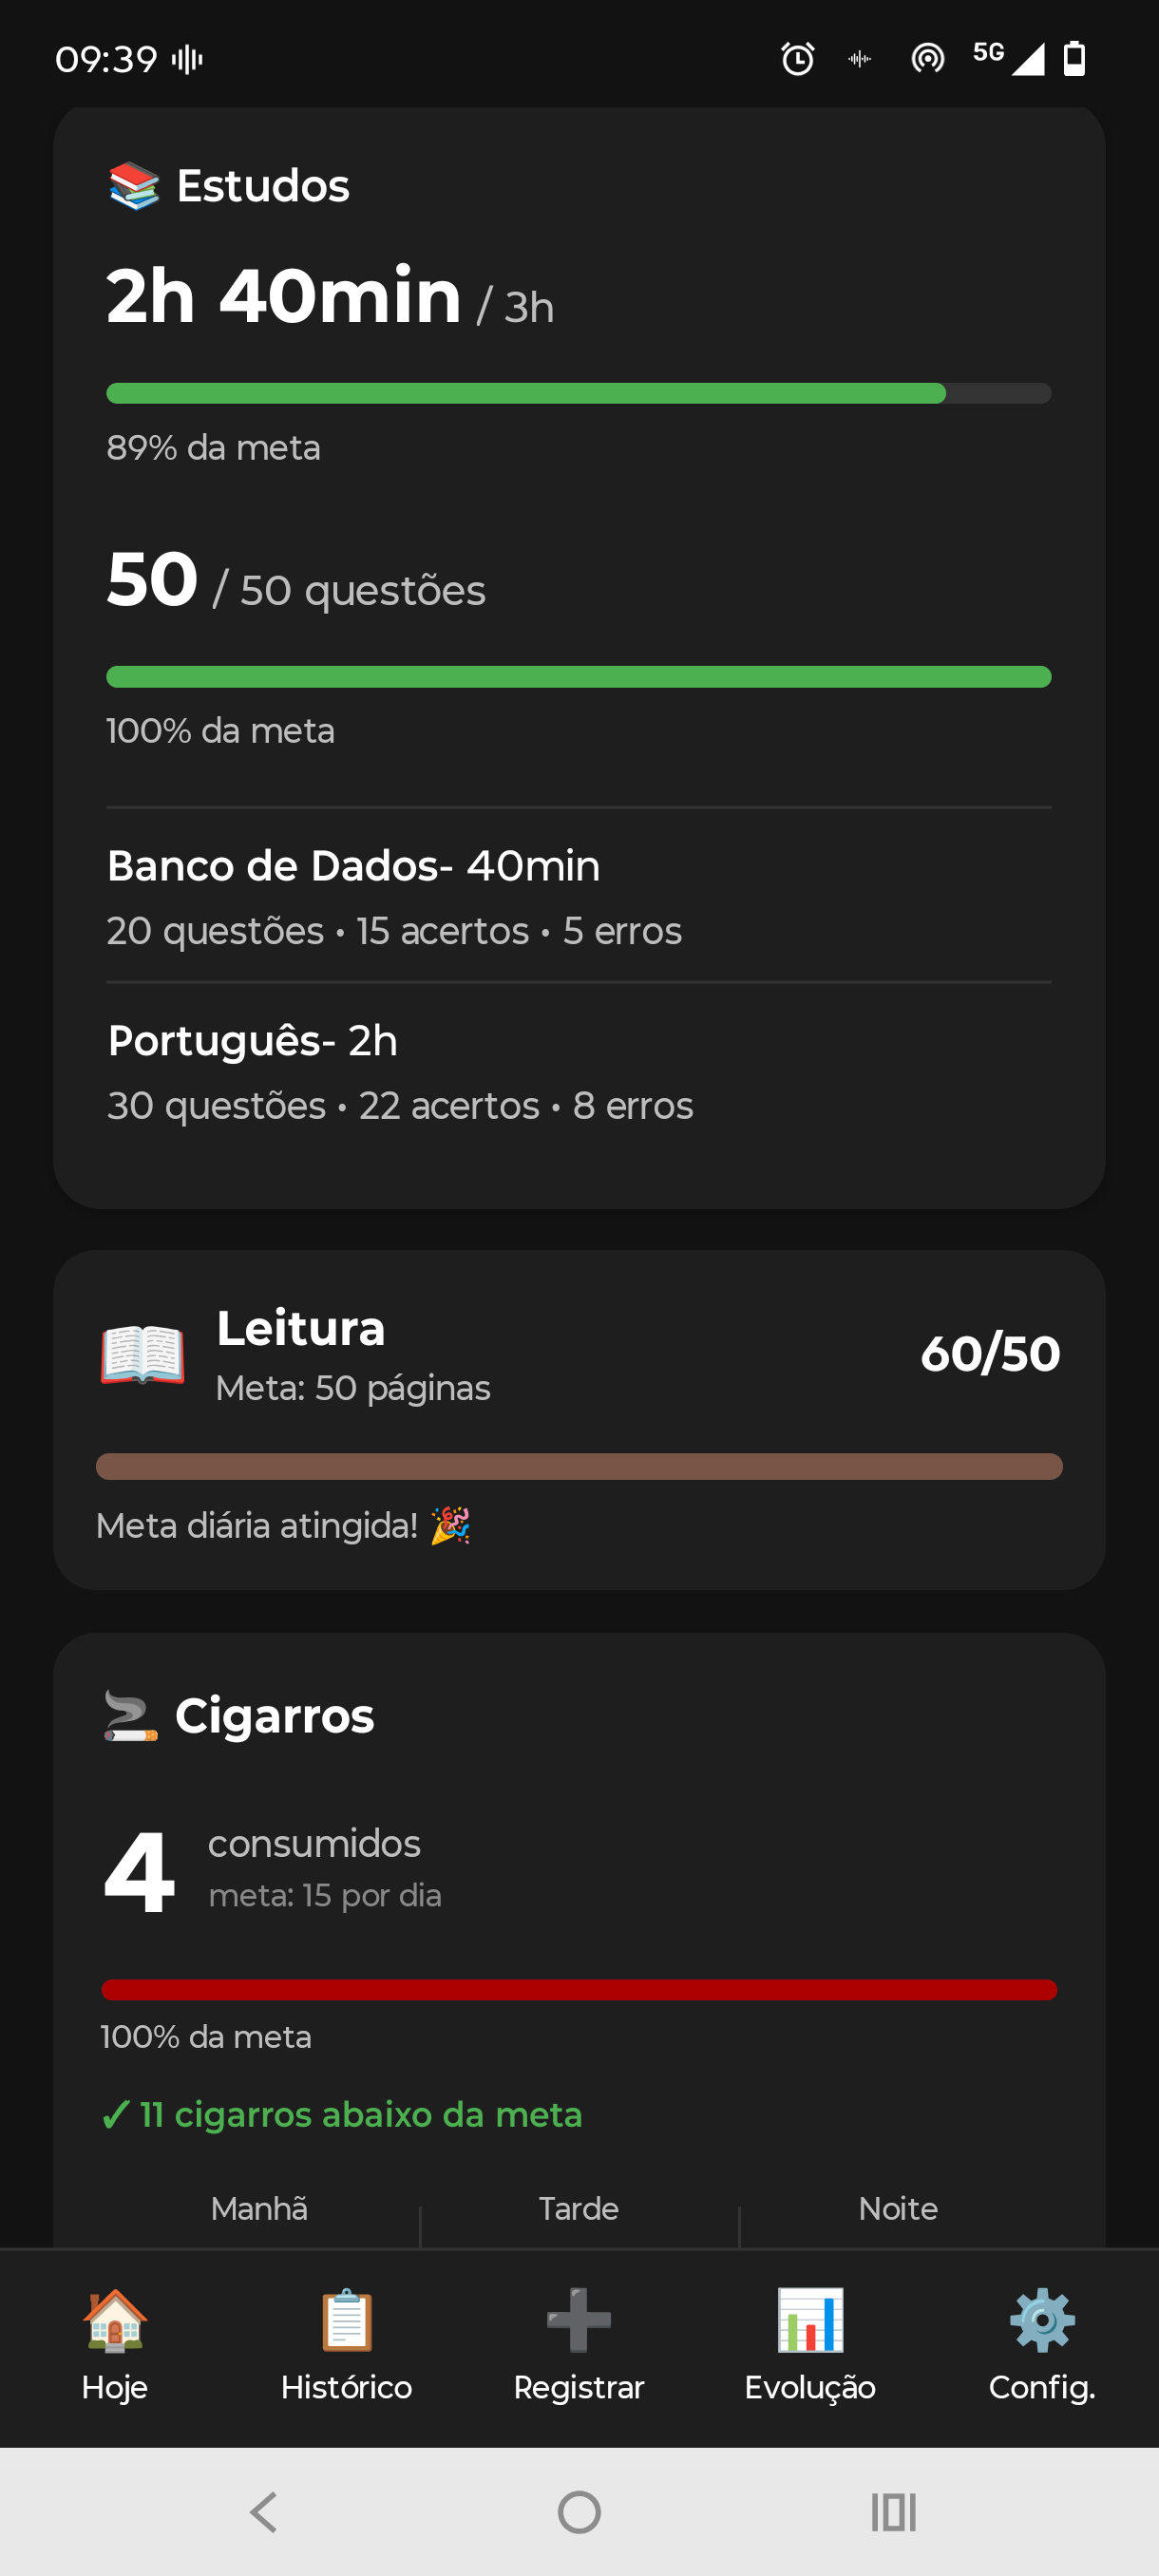 09:39
5G
Estudos
2h 40min / 3h
89% da meta
50 / 50 questões
100% da meta
Banco de Dados- 40min
20 questões • 15 acertos • 5 erros
Português- 2h
30 questões • 22 acertos • 8 erros
Leitura
Meta: 50 páginas
60/50
Meta diária atingida! 🎉
Cigarros
4 consumidos
meta: 15 por dia
100% da meta
✓ 11 cigarros abaixo da meta
Manhã Tarde Noite
Hoje Histórico Registrar Evolução Config.